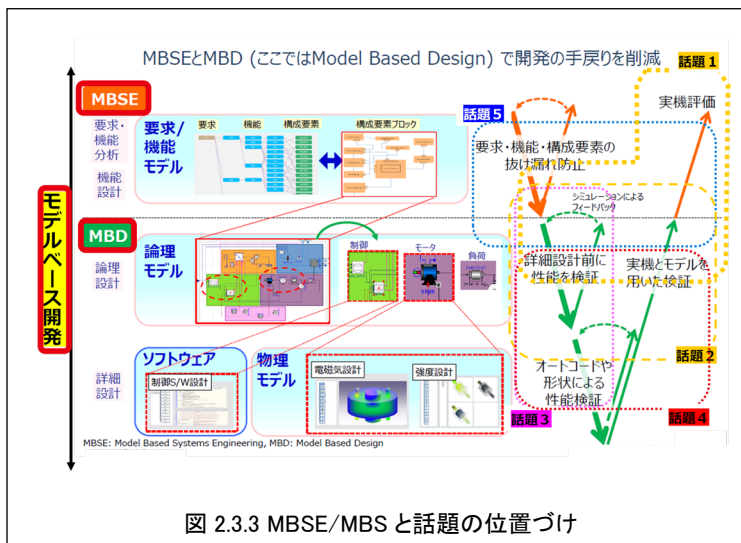 MBSEとMBD (ここではModel Based Design) で開発の手戻りを削減
話題1
MBSE
要求・
機能
分析
機能
設計
要求/
機能
モデル
要求
機能
構成要素
構成要素ブロック
話題5
実機評価
要求・機能・構成要素の
抜け漏れ防止
シミュレーションによる
フィードバック
モデルベース開発
MBD
論理
設計
論理
モデル
制御
モータ
負荷
詳細設計前に
性能を検証
実機とモデルを
用いた検証
話題2
詳細
設計
ソフトウェア
制御S/W設計
物理
モデル
電磁気設計
強度設計
オートコードや
形状による
性能検証
話題3
話題4
MBSE: Model Based Systems Engineering, MBD: Model Based Design
図 2.3.3 MBSE/MBS と話題の位置づけ